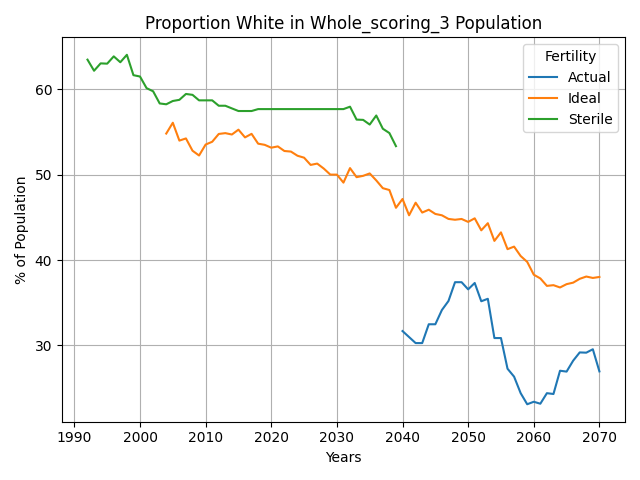 Proportion White in Whole_scoring_3 Population
% of Population
60
50
40
30
Fertility
Actual
Ideal
Sterile
1990 2000 2010 2020 2030 2040 2050 2060 2070
Years